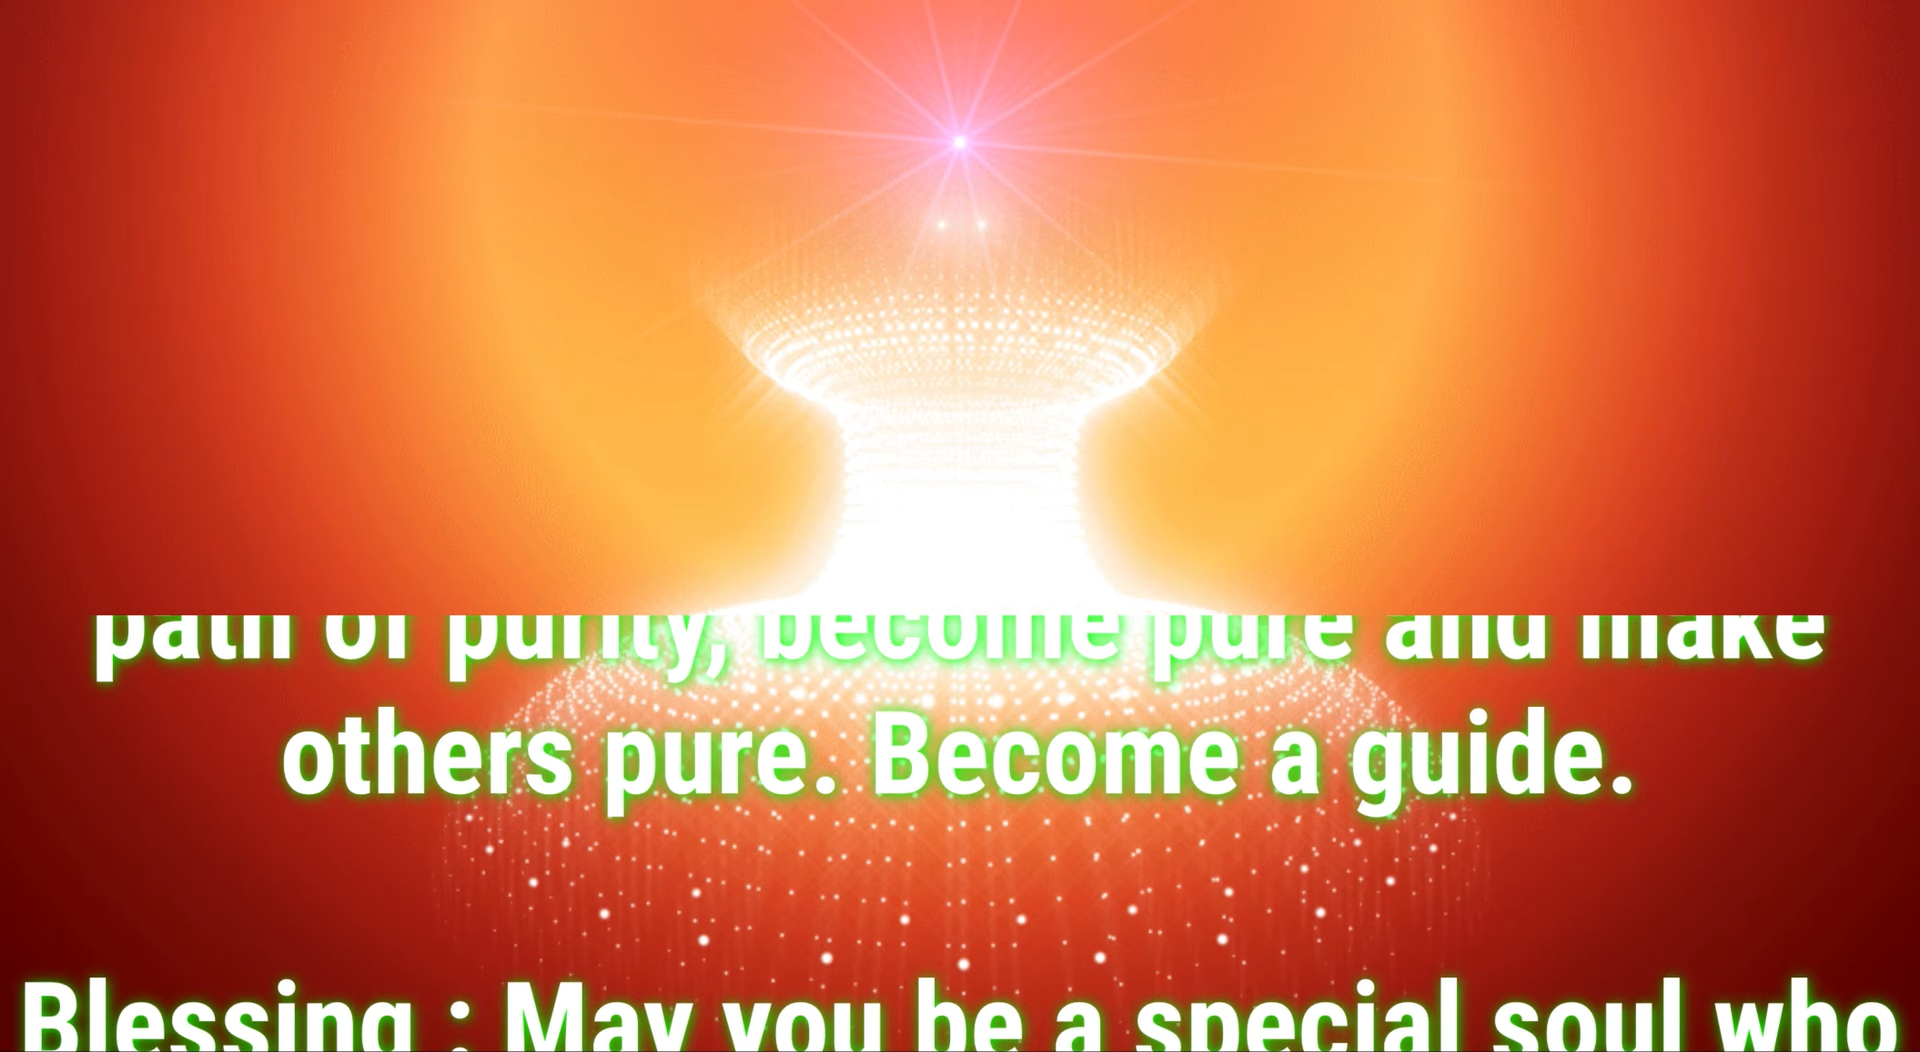 path of purity, become pure and make
others pure. Become a guide.
Blessing : May you be a special soul who